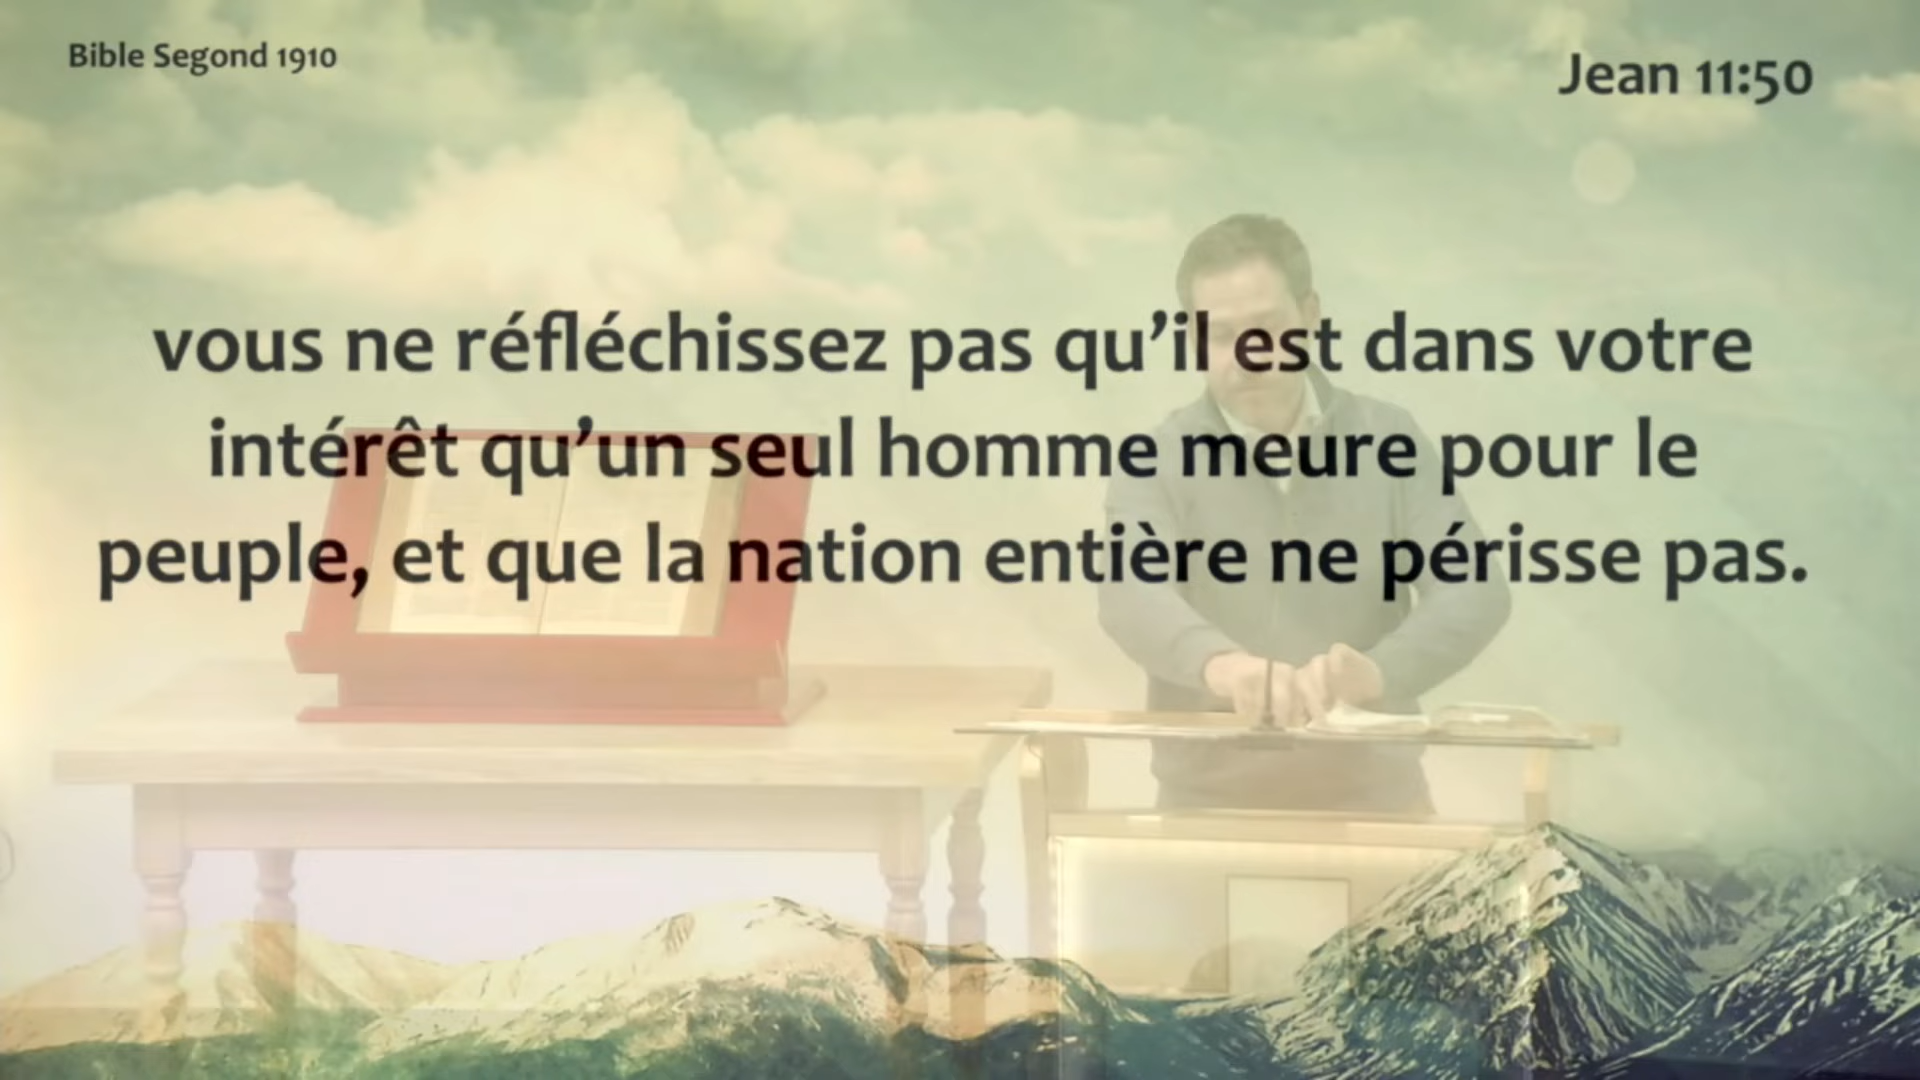 Bible Segond 1910
Jean 11:50
vous ne réfléchissez pas qu’il est dans votre
intérêt qu’un seul homme meure pour le
peuple, et que la nation entière ne périsse pas.